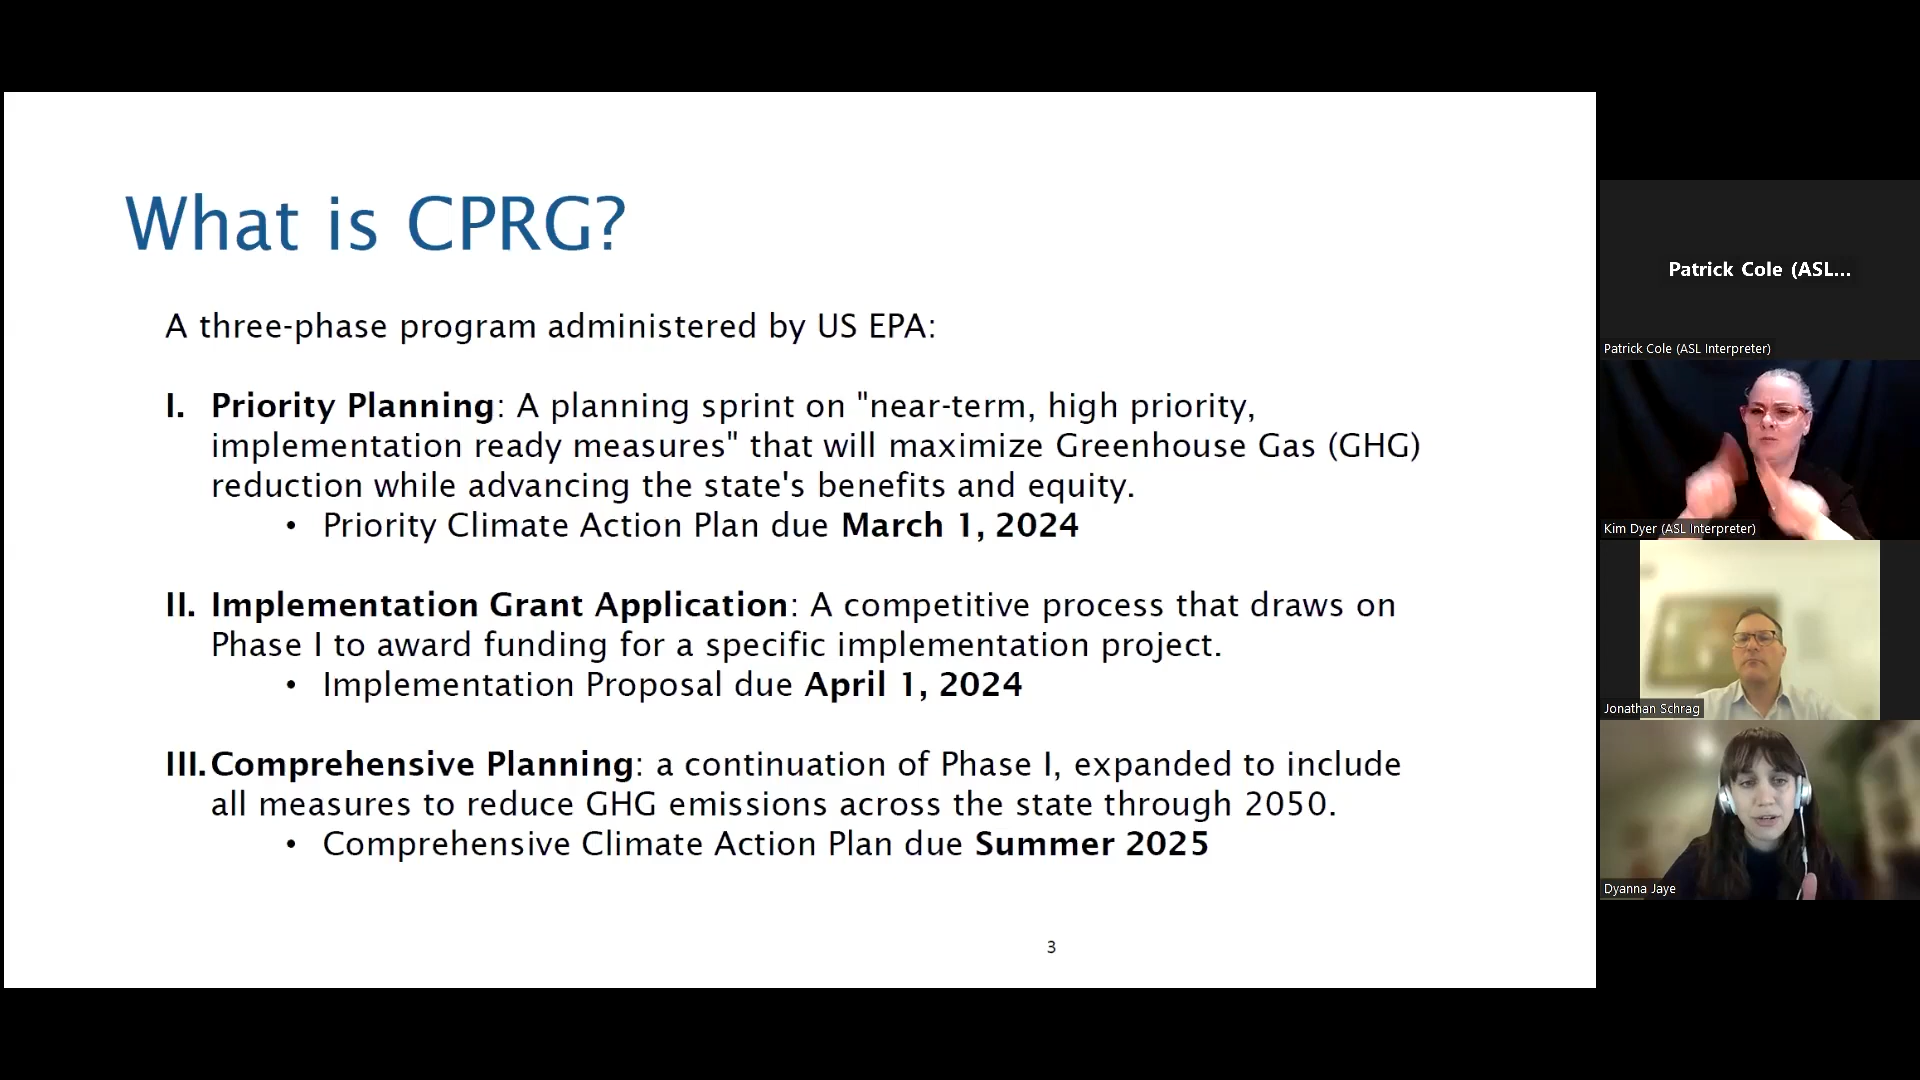 What is CPRG?
A three-phase program administered by US EPA:
I. Priority Planning: A planning sprint on "near-term, high priority,
implementation ready measures" that will maximize Greenhouse Gas (GHG)
reduction while advancing the state's benefits and equity.
• Priority Climate Action Plan due March 1, 2024
II. Implementation Grant Application: A competitive process that draws on
Phase I to award funding for a specific implementation project.
• Implementation Proposal due April 1, 2024
III. Comprehensive Planning: a continuation of Phase I, expanded to include
all measures to reduce GHG emissions across the state through 2050.
• Comprehensive Climate Action Plan due Summer 2025
3
Patrick Cole (ASL...
Patrick Cole (ASL Interpreter)
Kim Dyer (ASL Interpreter)
Jonathan Schrag
Dyanna Jaye